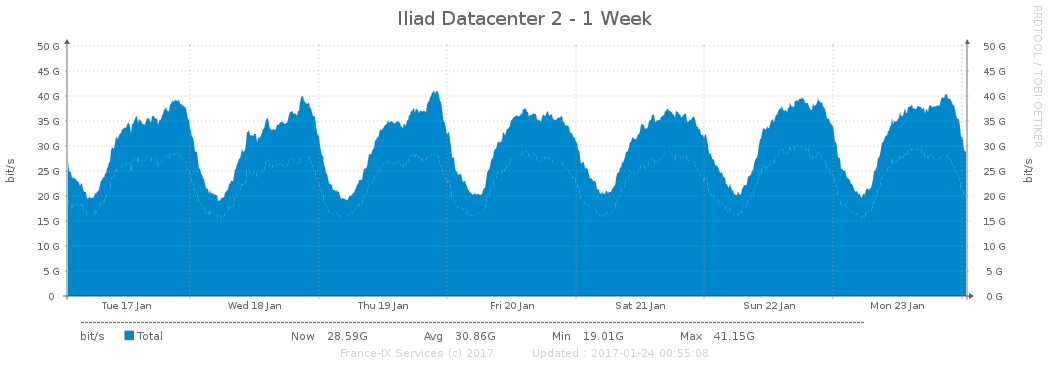 Iliad Datacenter 2 - 1 Week
RRDTOOL / TOBI OETIKER
bit/s
50 G 50 G
45 G 45 G
40 G 40 G
35 G 35 G
30 G 30 G
25 G 25 G
20 G 20 G
15 G 15 G
10 G 10 G
5 G 5 G
0 0 G
bit/s
Tue 17 Jan Wed 18 Jan Thu 19 Jan Fri 20 Jan Sat 21 Jan Sun 22 Jan Mon 23 Jan
bit/s Total Now 28.59G Avg 30.86G Min 19.01G Max 41.15G
France-IX Services (c) 2017 Updated : 2017-01-24 00:55:08